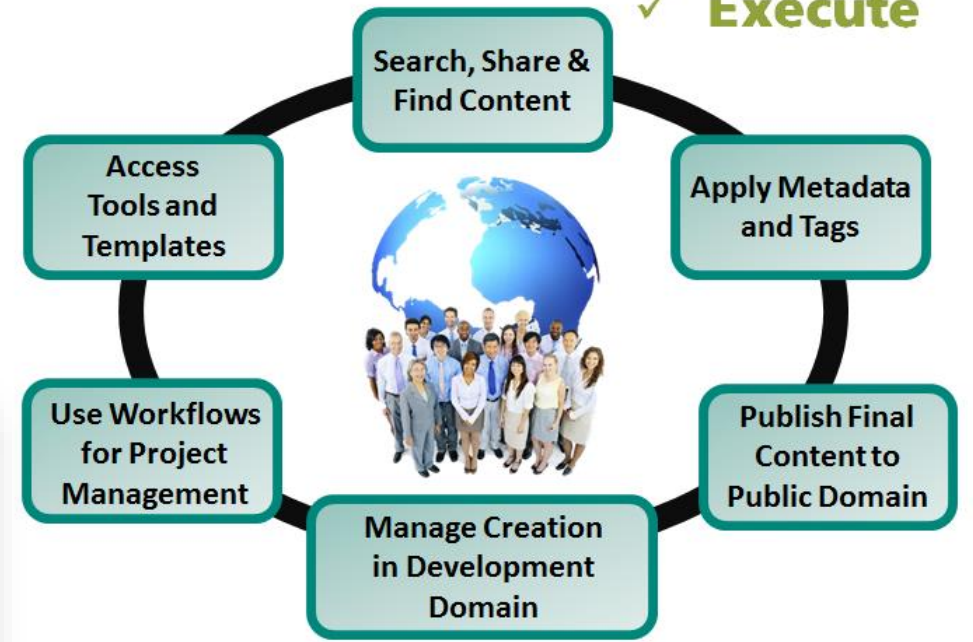 ✓ Execute
Search, Share &
Find Content
Access
Tools and
Templates
Apply Metadata
and Tags
Use Workflows
for Project
Management
Publish Final
Content to
Public Domain
Manage Creation
in Development
Domain